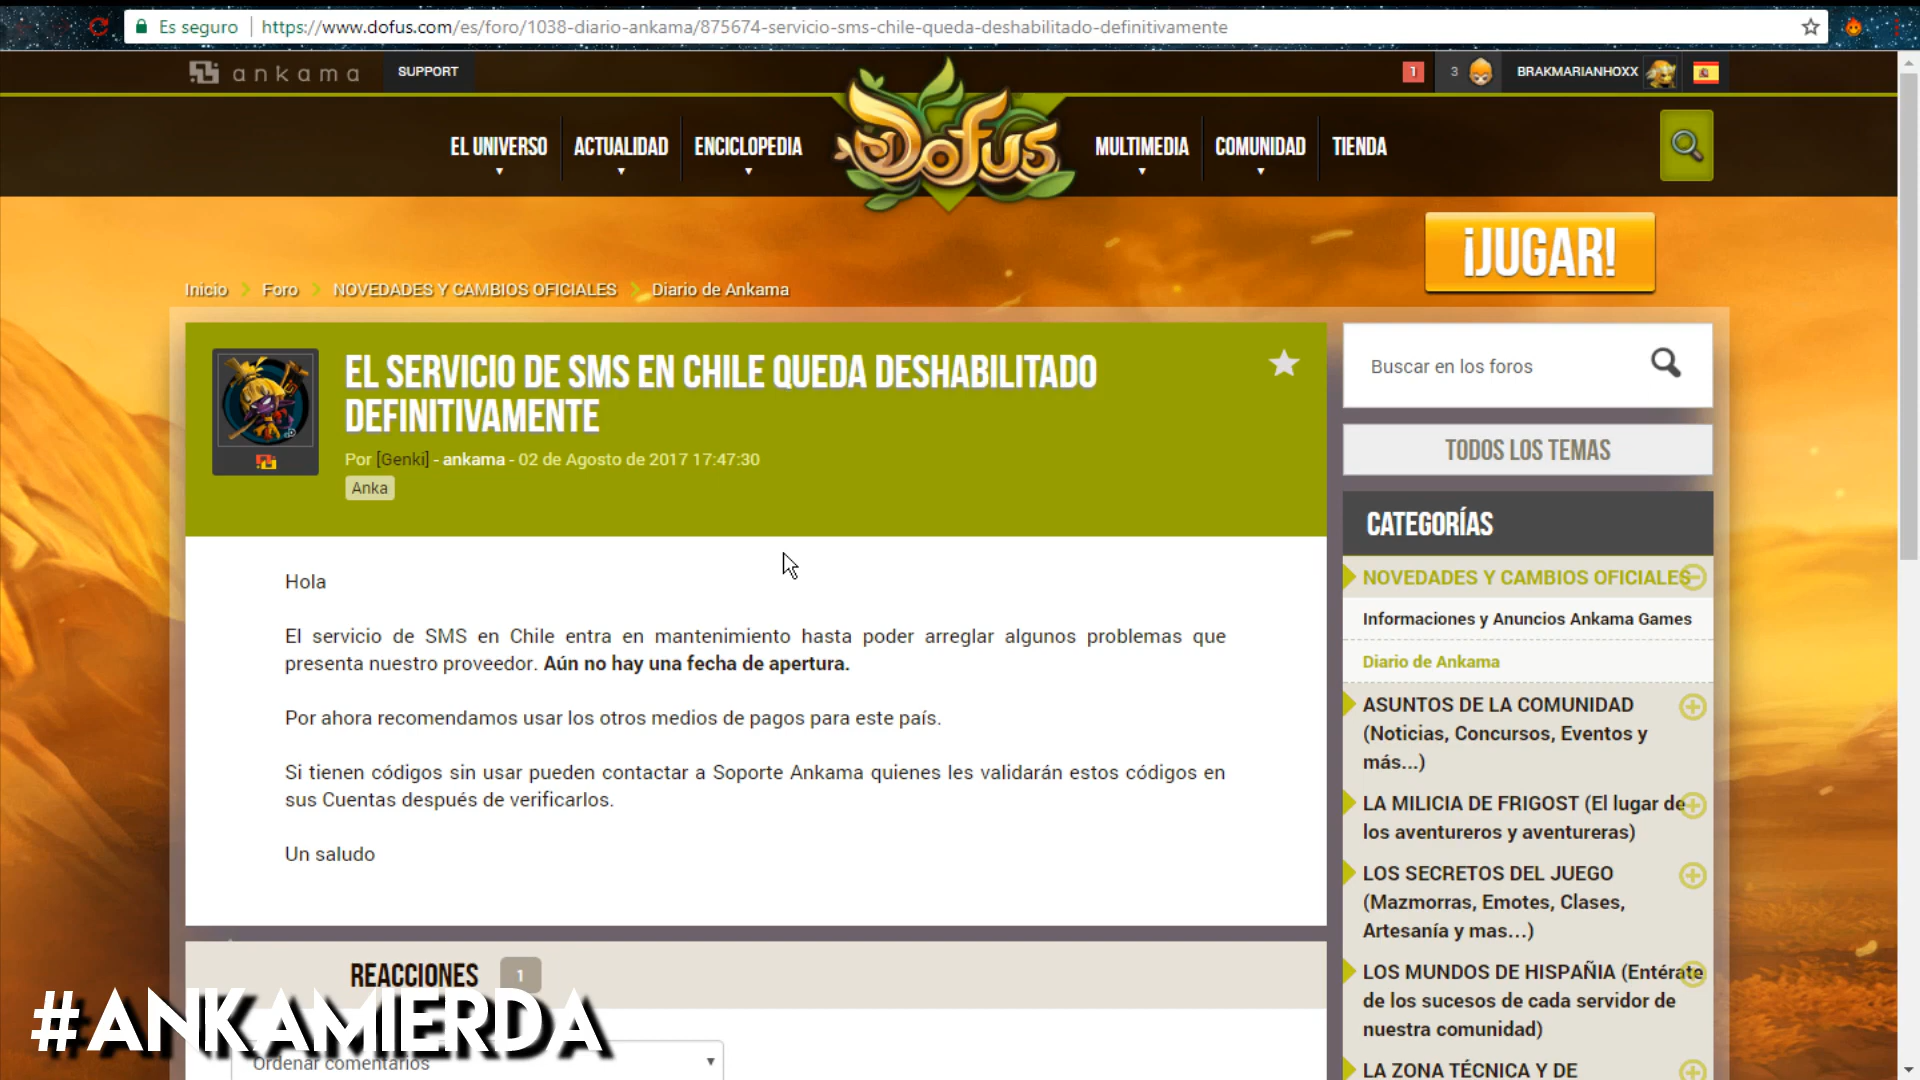 Es seguro
https://www.dofus.com/es/foro/1038-diario-ankama/875674-servicio-sms-chile-queda-deshabilitado-definitivamente
ankama
SUPPORT
1
3
BRAKMARIANHOXX
EL UNIVERSO
ACTUALIDAD
ENCICLOPEDIA
DOFUS
MULTIMEDIA
COMUNIDAD
TIENDA
¡JUGAR!
Inicio
Foro
NOVEDADES Y CAMBIOS OFICIALES
Diario de Ankama
EL SERVICIO DE SMS EN CHILE QUEDA DESHABILITADO
DEFINITIVAMENTE
Por [Genki] - ankama - 02 de Agosto de 2017 17:47:30
Anka
Hola
El servicio de SMS en Chile entra en mantenimiento hasta poder arreglar algunos problemas que
presenta nuestro proveedor. Aún no hay una fecha de apertura.
Por ahora recomendamos usar los otros medios de pagos para este país.
Si tienen códigos sin usar pueden contactar a Soporte Ankama quienes les validarán estos códigos en
sus Cuentas después de verificarlos.
Un saludo
REACCIONES
1
#ANKAMIERDA
Ordenar comentarios
Buscar en los foros
TODOS LOS TEMAS
CATEGORÍAS
NOVEDADES Y CAMBIOS OFICIALES
Informaciones y Anuncios Ankama Games
Diario de Ankama
ASUNTOS DE LA COMUNIDAD
(Noticias, Concursos, Eventos y
más...)
LA MILICIA DE FRIGOST (El lugar de
los aventureros y aventureras)
LOS SECRETOS DEL JUEGO
(Mazmorras, Emotes, Clases,
Artesanía y mas...)
LOS MUNDOS DE HISPAÑIA (Entérate
de los sucesos de cada servidor de
nuestra comunidad)
LA ZONA TÉCNICA Y DE